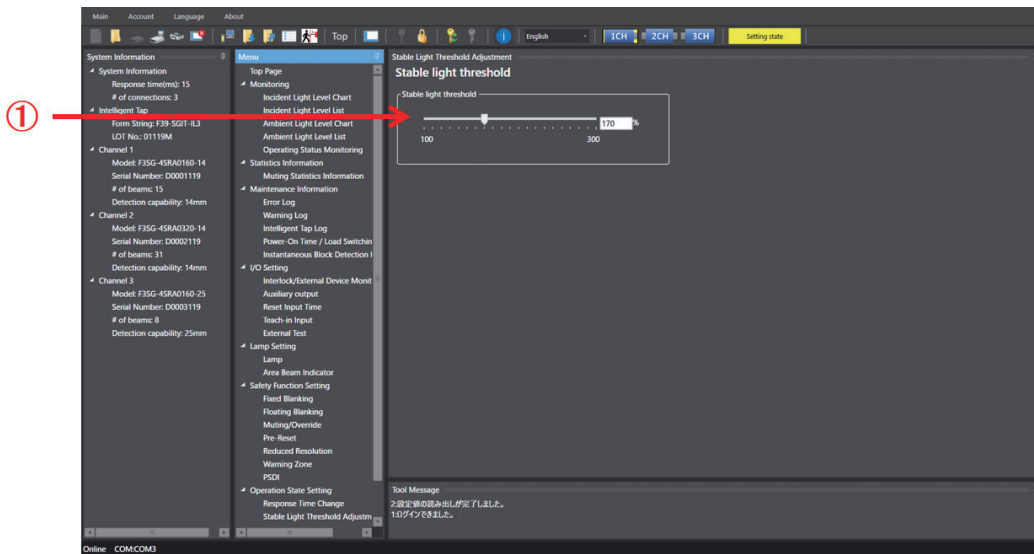 Main Account Language About
Top English 1CH 2CH 3CH Setting state
System Information
System Information
Response time(ms): 15
# of connections: 3
Intelligent Tap
Form String: F39-SGIT-IL3
LOT No.: 01119M
Channel 1
Model: F3SG-4SRA0160-14
Serial Number: D0001119
# of beams: 15
Detection capability: 14mm
Channel 2
Model: F3SG-4SRA0320-14
Serial Number: D0002119
# of beams: 31
Detection capability: 14mm
Channel 3
Model: F3SG-4SRA0160-25
Serial Number: D0003119
# of beams: 8
Detection capability: 25mm
Menu
Top Page
Monitoring
Incident Light Level Chart
Incident Light Level List
Ambient Light Level Chart
Ambient Light Level List
Operating Status Monitoring
Statistics Information
Muting Statistics Information
Maintenance Information
Error Log
Warning Log
Intelligent Tap Log
Power-On Time / Load Switchin
Instantaneous Block Detection I
I/O Setting
Interlock/External Device Monit
Auxiliary output
Reset Input Time
Teach-in Input
External Test
Lamp Setting
Lamp
Area Beam Indicator
Safety Function Setting
Fixed Blanking
Floating Blanking
Muting/Override
Pre-Reset
Reduced Resolution
Warning Zone
PSDI
Operation State Setting
Response Time Change
Stable Light Threshold Adjustm
Stable Light Threshold Adjustment
Stable light threshold
Stable light threshold
①
170 %
100 300
Tool Message
2:設定値の読み出しが完了しました。
1:ログインできました。
Online COM:COM3